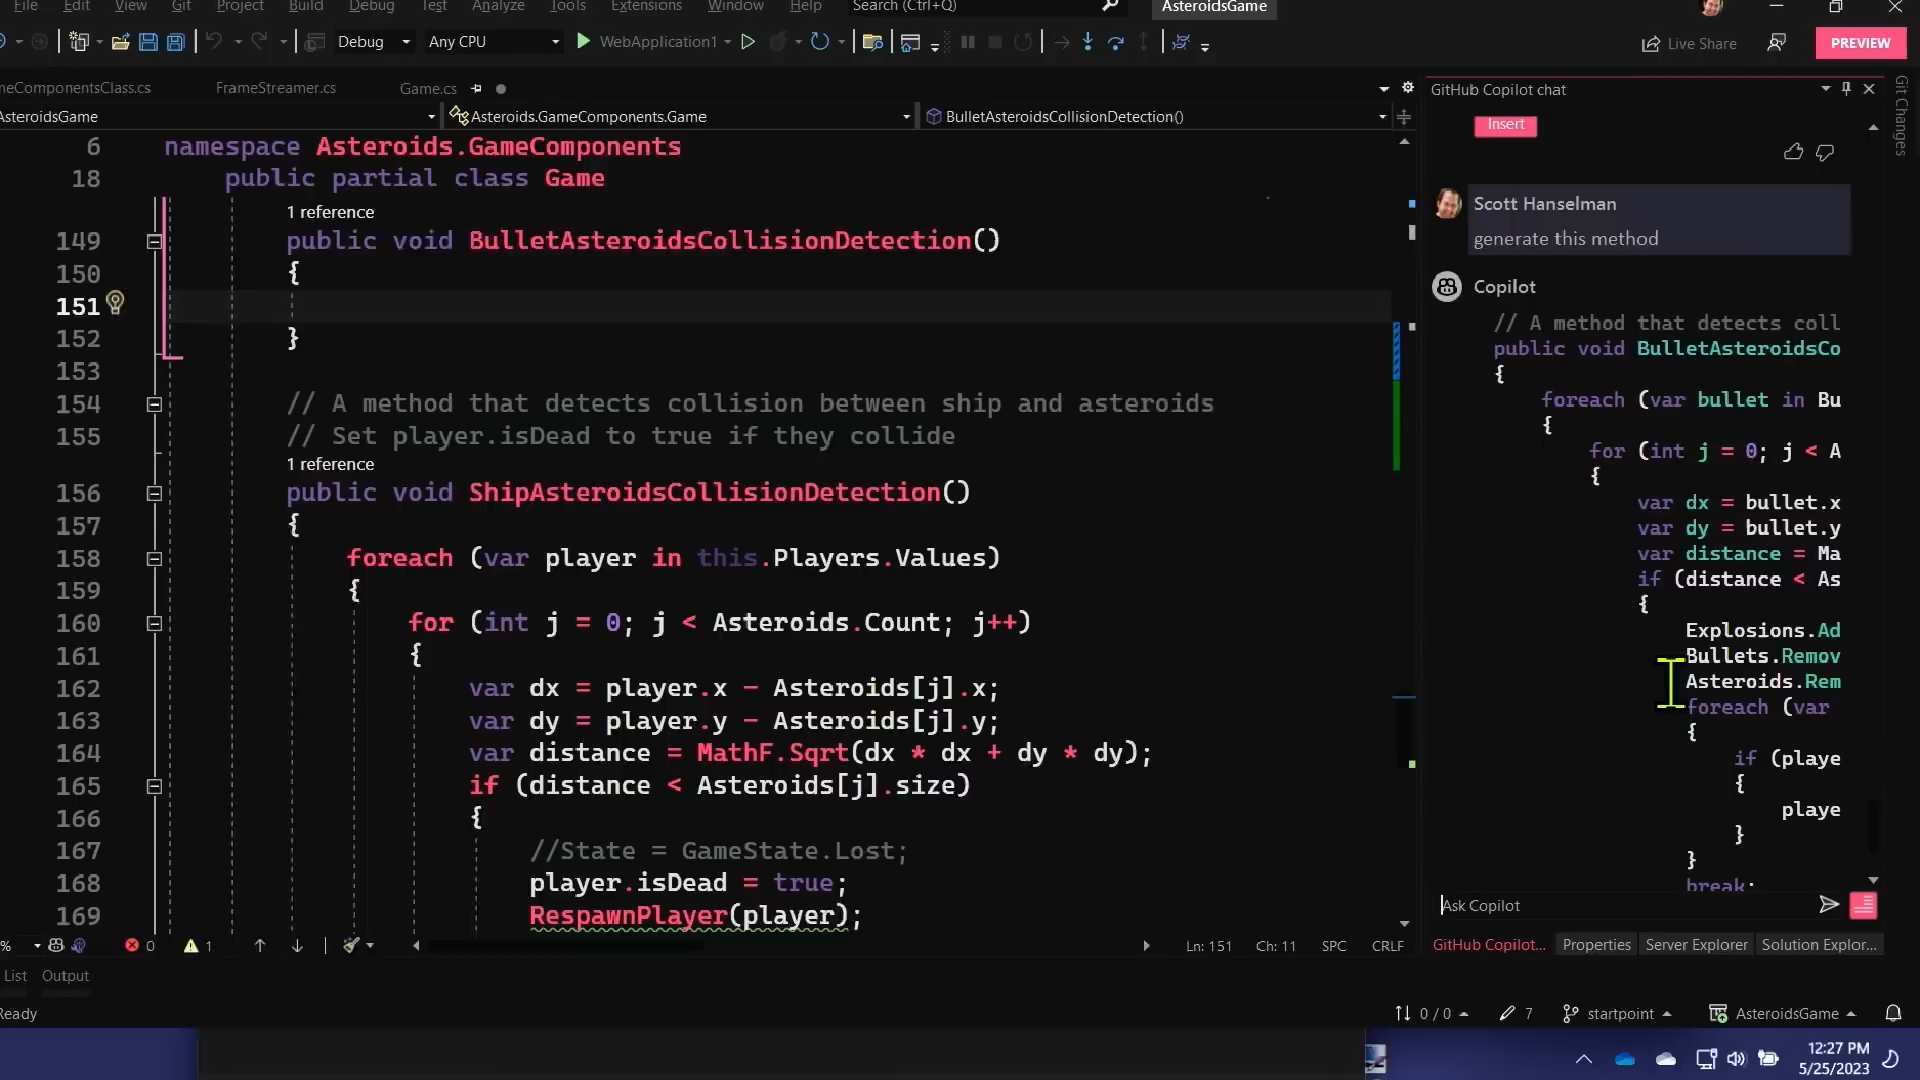 File Edit View Git Project Build Debug Test Analyze Tools Extensions Window Help Search (Ctrl+Q) AsteroidsGame
Debug Any CPU WebApplication1 Live Share PREVIEW
meComponentsClass.cs FrameStreamer.cs Game.cs
AsteroidsGame Asteroids.GameComponents.Game BulletAsteroidsCollisionDetection()
6 namespace Asteroids.GameComponents
18 public partial class Game
1 reference
149 public void BulletAsteroidsCollisionDetection()
150 {
151
152 }
153
154 // A method that detects collision between ship and asteroids
155 // Set player.isDead to true if they collide
1 reference
156 public void ShipAsteroidsCollisionDetection()
157 {
158 foreach (var player in this.Players.Values)
159 {
160 for (int j = 0; j < Asteroids.Count; j++)
161 {
162 var dx = player.x - Asteroids[j].x;
163 var dy = player.y - Asteroids[j].y;
164 var distance = MathF.Sqrt(dx * dx + dy * dy);
165 if (distance < Asteroids[j].size)
166 {
167 //State = GameState.Lost;
168 player.isDead = true;
169 RespawnPlayer(player);
% 0 1 Ln: 151 Ch: 11 SPC CRLF
GitHub Copilot chat
Insert
Scott Hanselman
generate this method
Copilot
// A method that detects coll
public void BulletAsteroidsCo
{
foreach (var bullet in Bu
{
for (int j = 0; j < A
{
var dx = bullet.x
var dy = bullet.y
var distance = Ma
if (distance < As
{
Explosions.Ad
Bullets.Remov
Asteroids.Rem
foreach (var
{
if (playe
{
playe
}
}
break;
Ask Copilot
GitHub Copilot... Properties Server Explorer Solution Explor...
Git Changes
List Output
Ready 0 / 0 7 startpoint AsteroidsGame
12:27 PM
5/25/2023